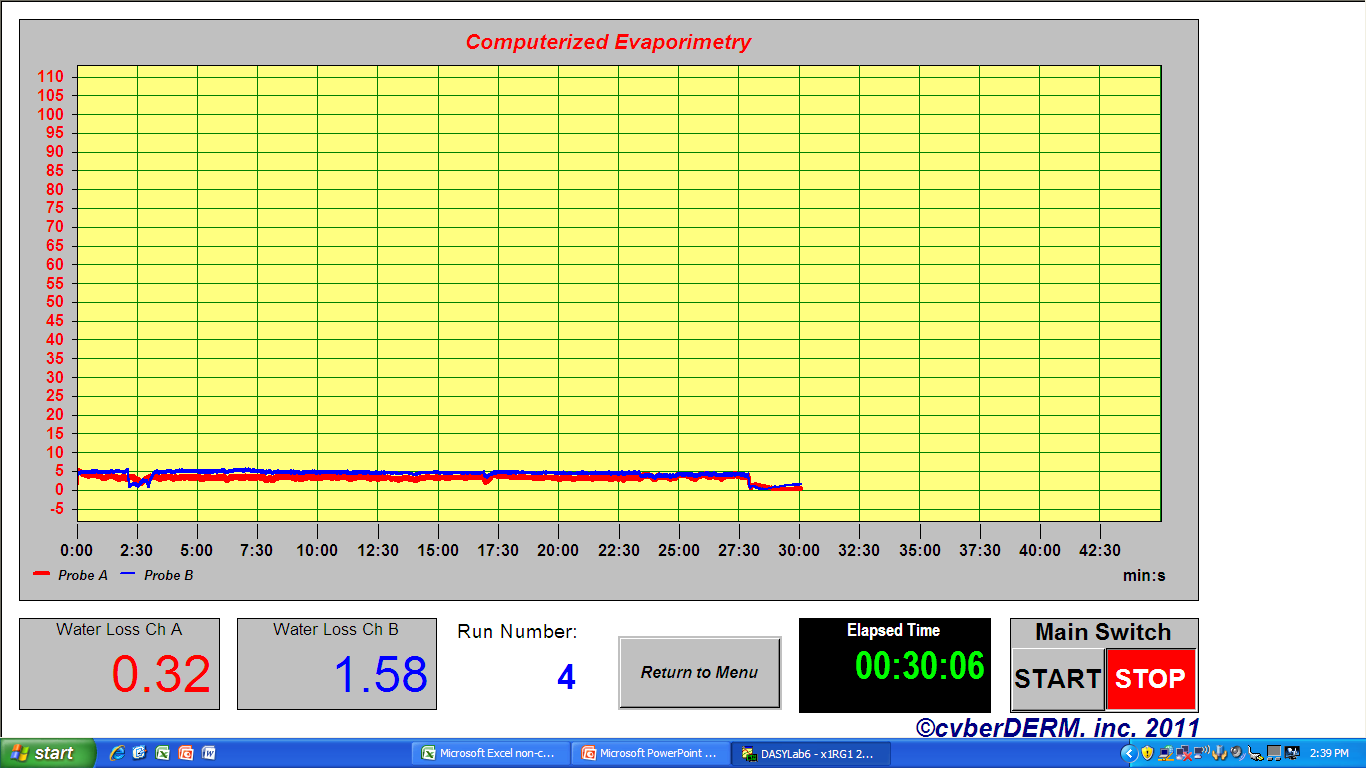 Computerized Evaporimetry
110
105
100
95
90
85
80
75
70
65
60
55
50
45
40
35
30
25
20
15
10
5
0
-5
0:00 2:30 5:00 7:30 10:00 12:30 15:00 17:30 20:00 22:30 25:00 27:30 30:00 32:30 35:00 37:30 40:00 42:30
Probe A Probe B min:s
Water Loss Ch A
0.32
Water Loss Ch B
1.58
Run Number:
4
Return to Menu
Elapsed Time
00:30:06
Main Switch
START STOP
©cyberDERM, inc. 2011
start Microsoft Excel non-c... Microsoft PowerPoint ... DASYLab6 - x1RG1 2... 2:39 PM